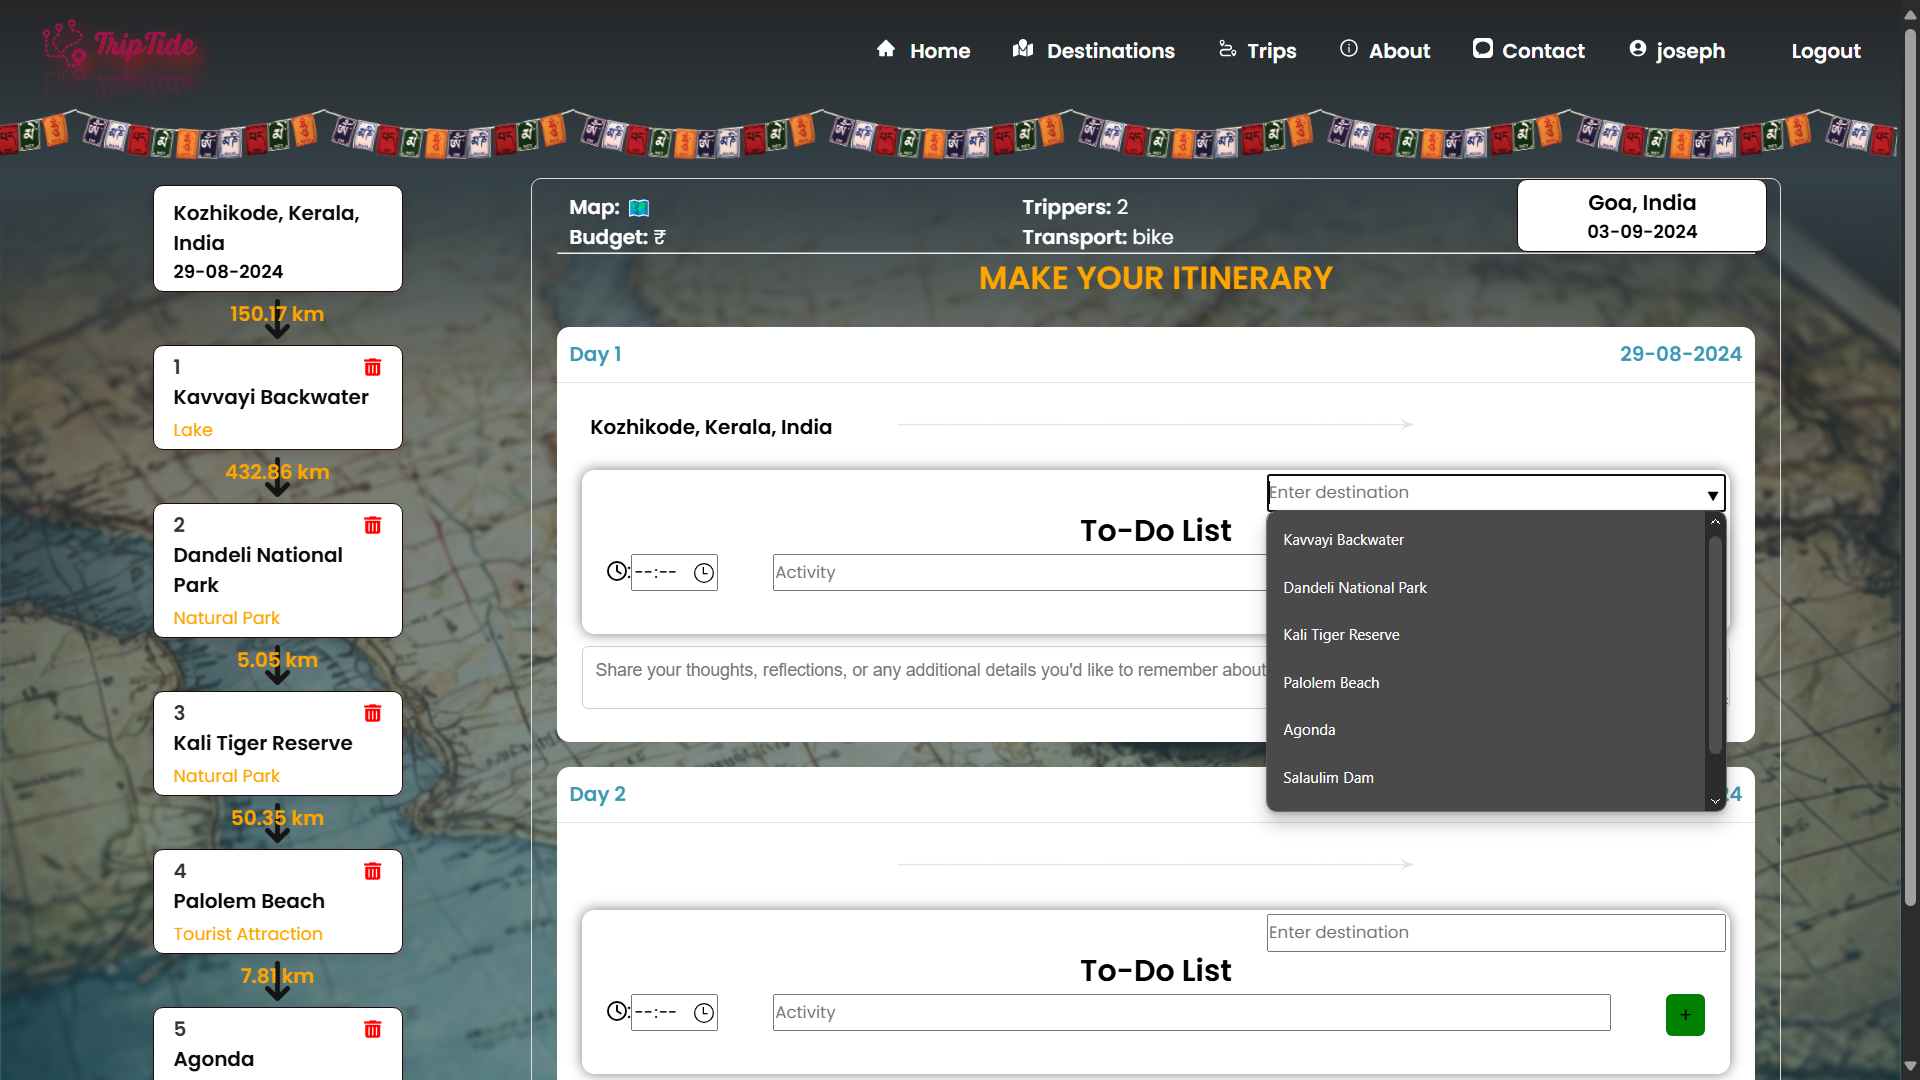 TripTide
Home
Destinations
Trips
About
Contact
joseph
Logout
Kozhikode, Kerala,
India
29-08-2024
150.17 km
1
Kavvayi Backwater
Lake
432.86 km
2
Dandeli National
Park
Natural Park
5.05 km
3
Kali Tiger Reserve
Natural Park
50.35 km
4
Palolem Beach
Tourist Attraction
7.81 km
5
Agonda
Map:
Budget: ₹
Trippers: 2
Transport: bike
Goa, India
03-09-2024
MAKE YOUR ITINERARY
Day 1
29-08-2024
Kozhikode, Kerala, India
Enter destination
To-Do List
:--:--
Activity
Share your thoughts, reflections, or any additional details you'd like to remember about
Kavvayi Backwater
Dandeli National Park
Kali Tiger Reserve
Palolem Beach
Agonda
Salaulim Dam
Day 2
24
Enter destination
To-Do List
:--:--
Activity
+